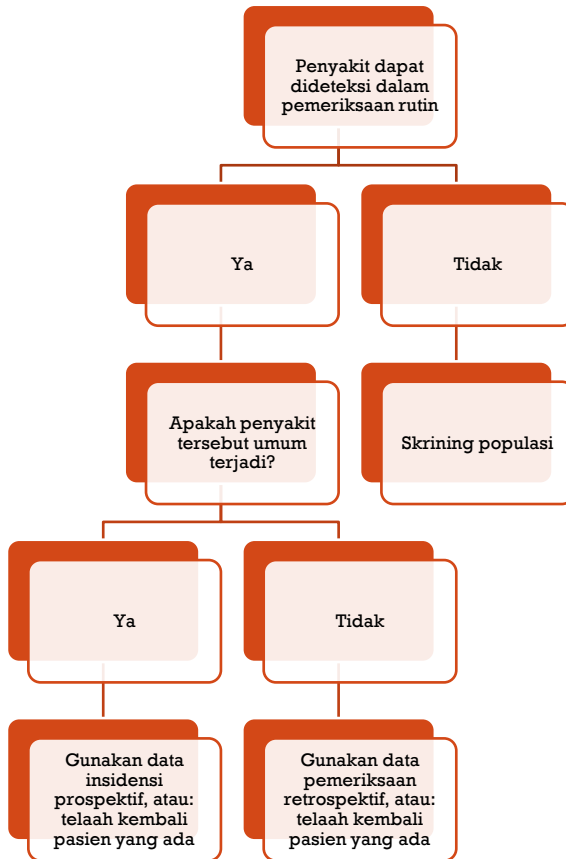 Penyakit dapat
dideteksi dalam
pemeriksaan rutin
Ya
Tidak
Apakah penyakit
tersebut umum
terjadi?
Skrining populasi
Ya
Tidak
Gunakan data
insidensi
prospektif, atau:
telaah kembali
pasien yang ada
Gunakan data
pemeriksaan
retrospektif, atau:
telaah kembali
pasien yang ada